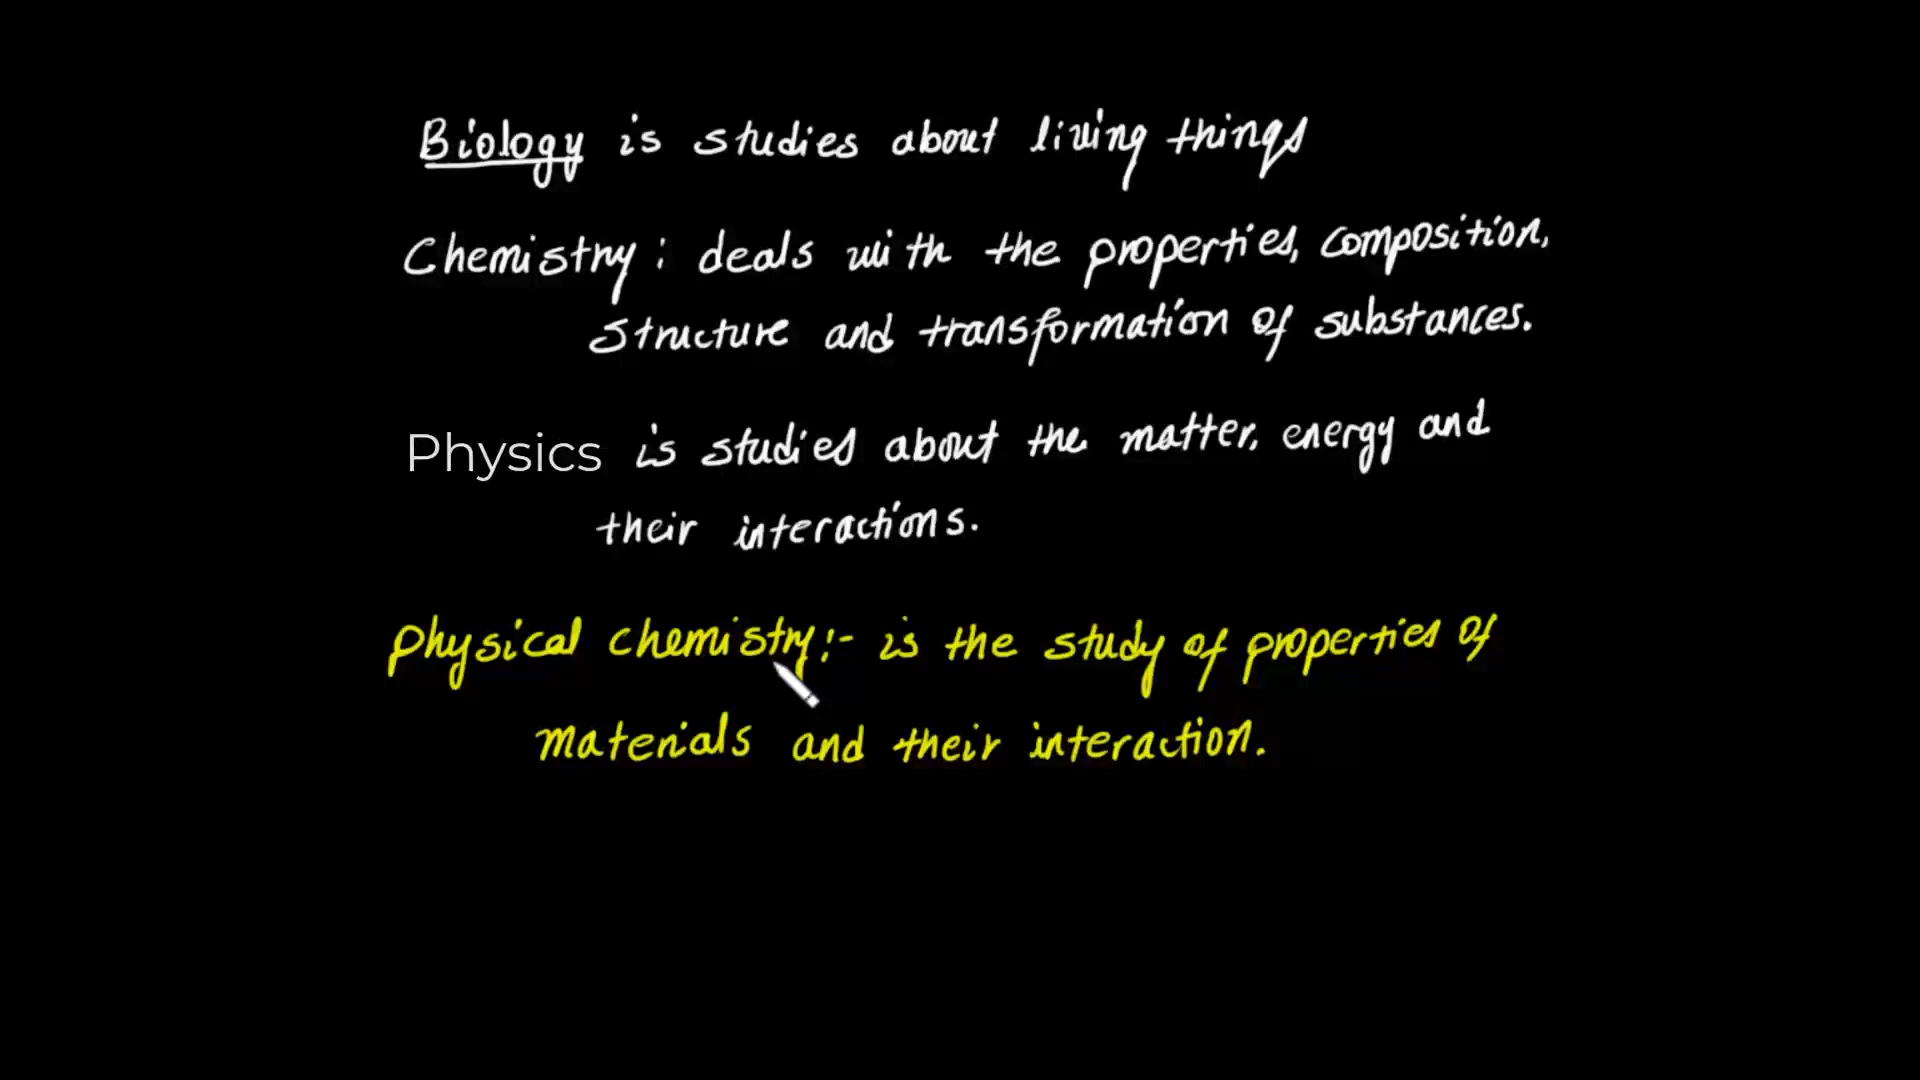 Biology is studies about living things
Chemistry: deals with the properties, composition,
structure and transformation of substances.
Physics is studies about the matter, energy and
their interactions.
Physical chemistry:- is the study of properties of
materials and their interaction.